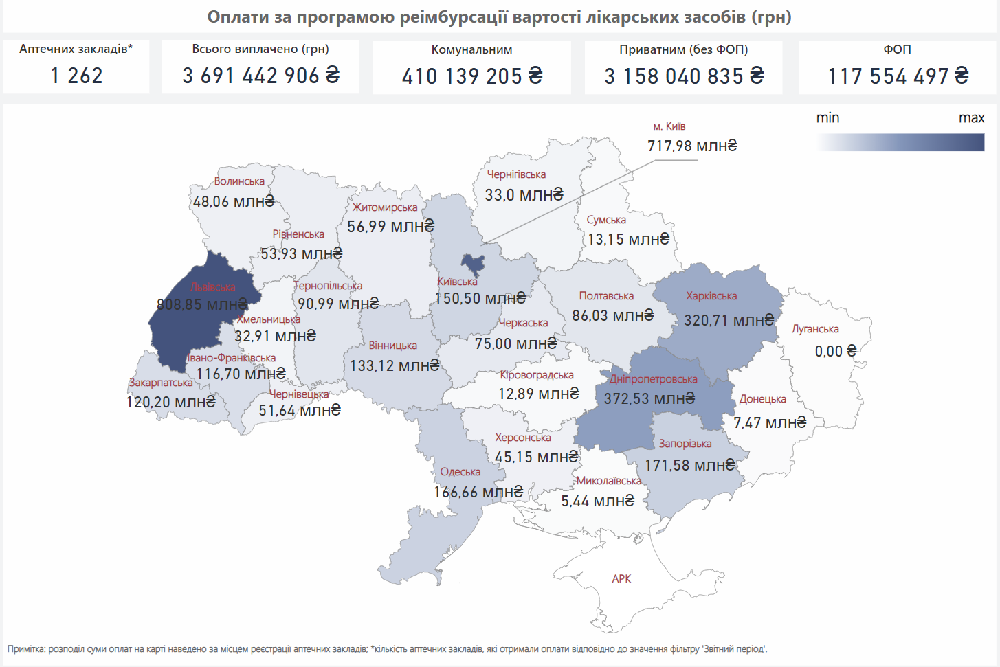 Оплати за програмою реімбурсації вартості лікарських засобів (грн)
Аптечних закладів*
1 262
Всього виплачено (грн)
3 691 442 906 ₴
Комунальним
410 139 205 ₴
Приватним (без ФОП)
3 158 040 835 ₴
ФОП
117 554 497 ₴
min max
м. Київ
717,98 млн₴
Чернігівська
33,0 млн₴
Волинська
48,06 млн₴
Житомирська
56,99 млн₴
Сумська
13,15 млн₴
Рівненська
53,93 млн₴
Львівська
808,85 млн₴
Тернопільська
90,99 млн₴
Київська
150,50 млн₴
Полтавська
86,03 млн₴
Харківська
320,71 млн₴
Хмельницька
32,91 млн₴
Черкаська
75,00 млн₴
Луганська
0,00 ₴
Вінницька
133,12 млн₴
Івано-Франківська
116,70 млн₴
Кіровоградська
12,89 млн₴
Дніпропетровська
372,53 млн₴
Закарпатська
120,20 млн₴
Чернівецька
51,64 млн₴
Донецька
7,47 млн₴
Херсонська
45,15 млн₴
Запорізька
171,58 млн₴
Одеська
166,66 млн₴
Миколаївська
5,44 млн₴
АРК
Примітка: розподіл суми оплат на карті наведено за місцем реєстрації аптечних закладів; *кількість аптечних закладів, які отримали оплати відповідно до значення фільтру 'Звітний період'.